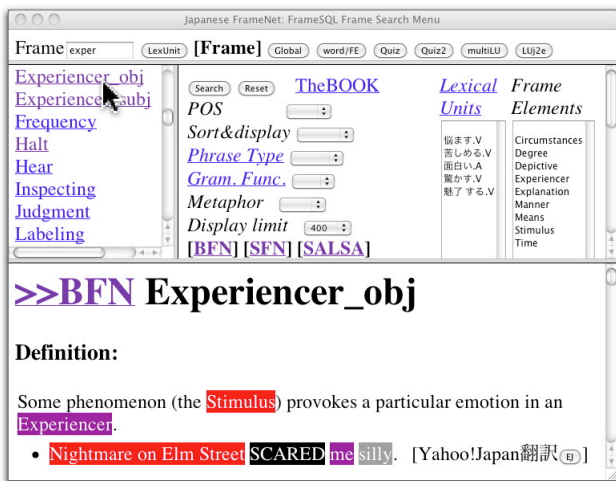 Japanese FrameNet: FrameSQL Frame Search Menu
Frame exper LexUnit [Frame] Global word/FE Quiz Quiz2 multiLU LUj2e
Experiencer_obj
Experiencer_subj
Frequency
Halt
Hear
Inspecting
Judgment
Labeling
Search Reset TheBOOK
POS
Sort&display
Phrase Type
Gram. Func.
Metaphor
Display limit 400
[BFN] [SFN] [SALSA]
Lexical
Units
悩ます.V
苦しめる.V
面白い.A
驚かす.V
魅了 する.V
Frame
Elements
Circumstances
Degree
Depictive
Experiencer
Explanation
Manner
Means
Stimulus
Time
>>BFN Experiencer_obj
Definition:
Some phenomenon (the Stimulus) provokes a particular emotion in an
Experiencer.
• Nightmare on Elm Street SCARED me silly. [Yahoo!Japan翻訳 EJ ]